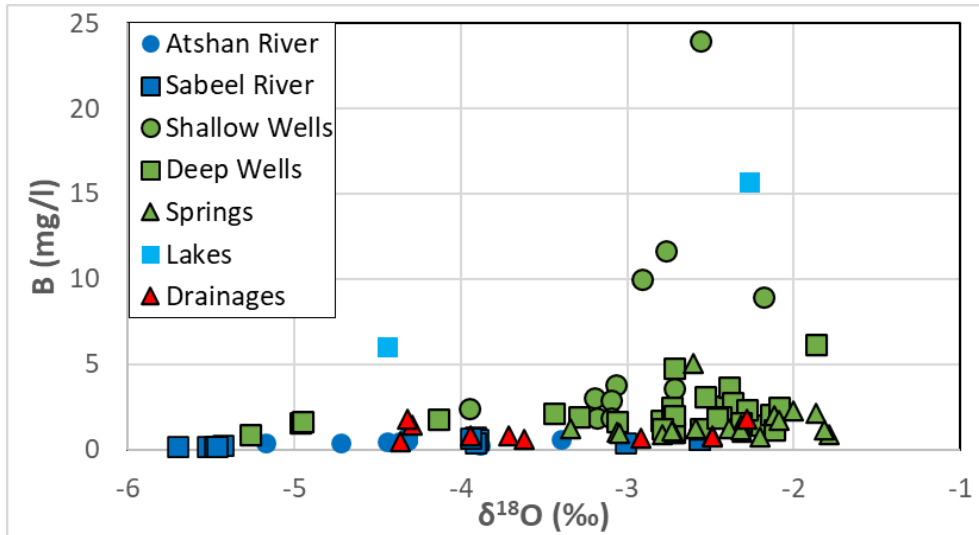 25
20
15
10
5
0
B (mg/l)
Atshan River
Sabeel River
Shallow Wells
Deep Wells
Springs
Lakes
Drainages
-6 -5 -4 -3 -2 -1
δ¹⁸O (‰)